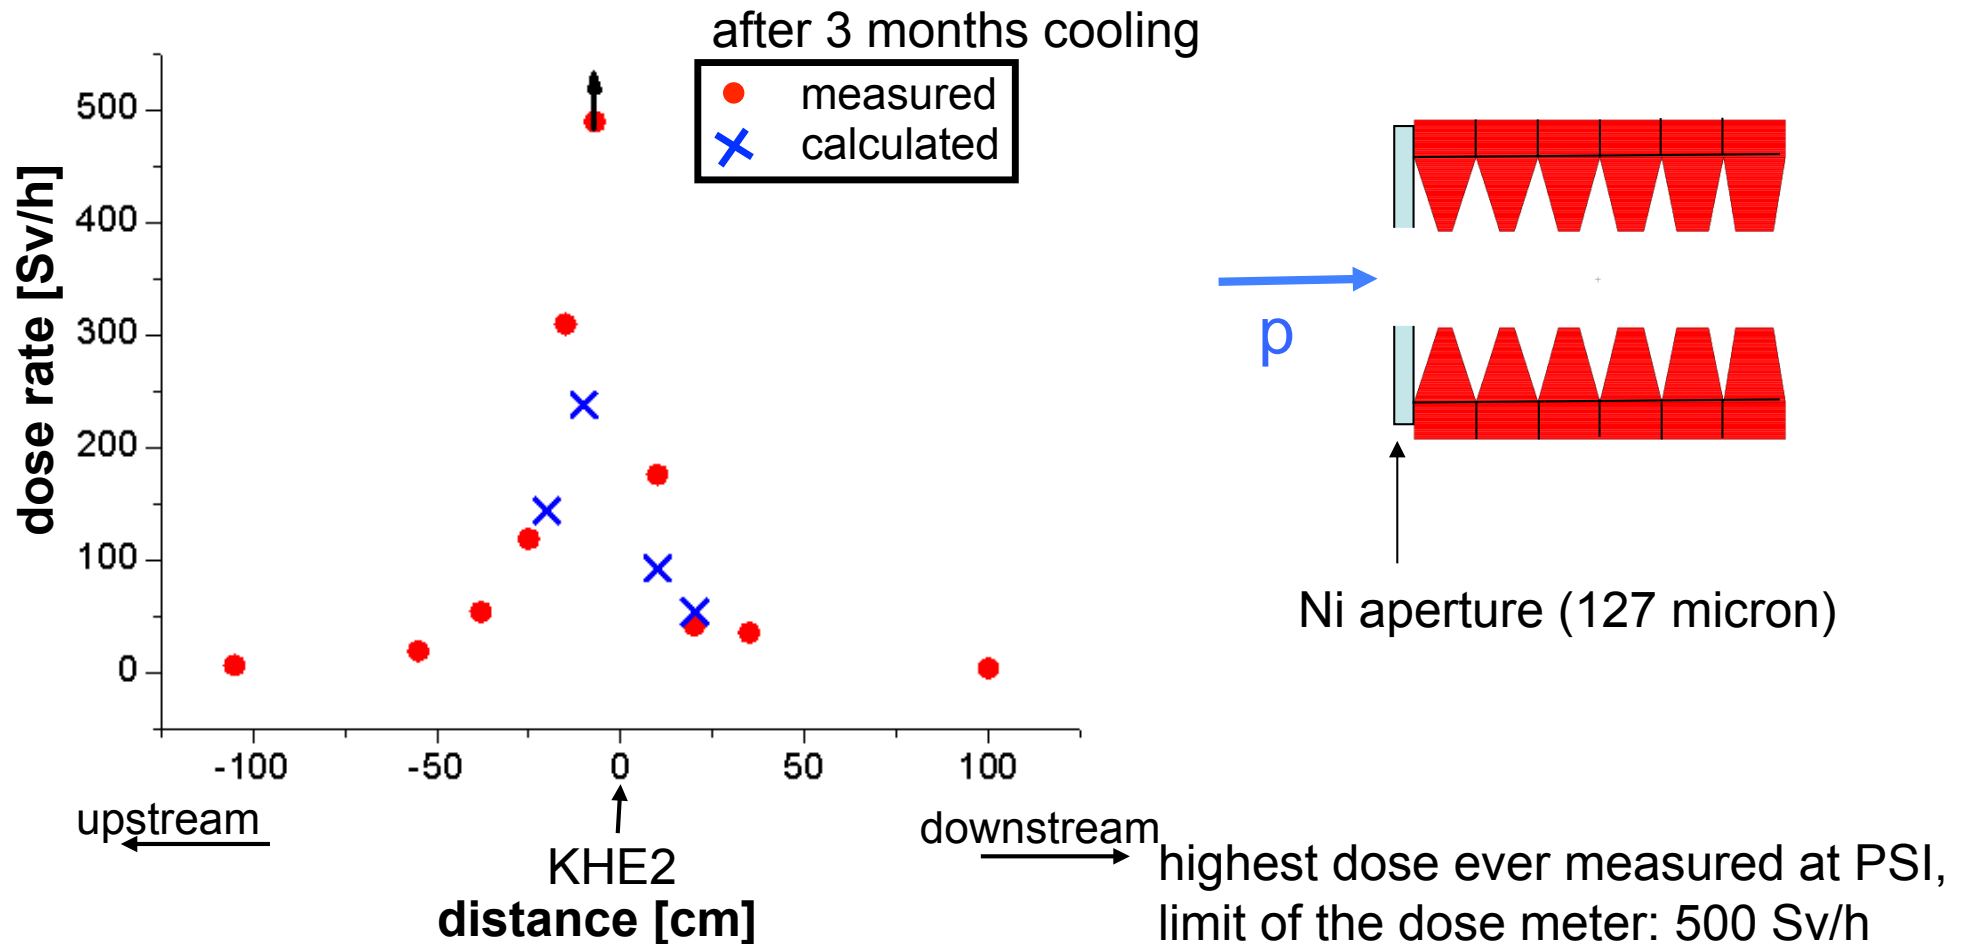 after 3 months cooling
measured
calculated
dose rate [Sv/h]
500
400
300
200
100
0
-100
-50
0
50
100
upstream
downstream
KHE2
distance [cm]
p
Ni aperture (127 micron)
highest dose ever measured at PSI,
limit of the dose meter: 500 Sv/h